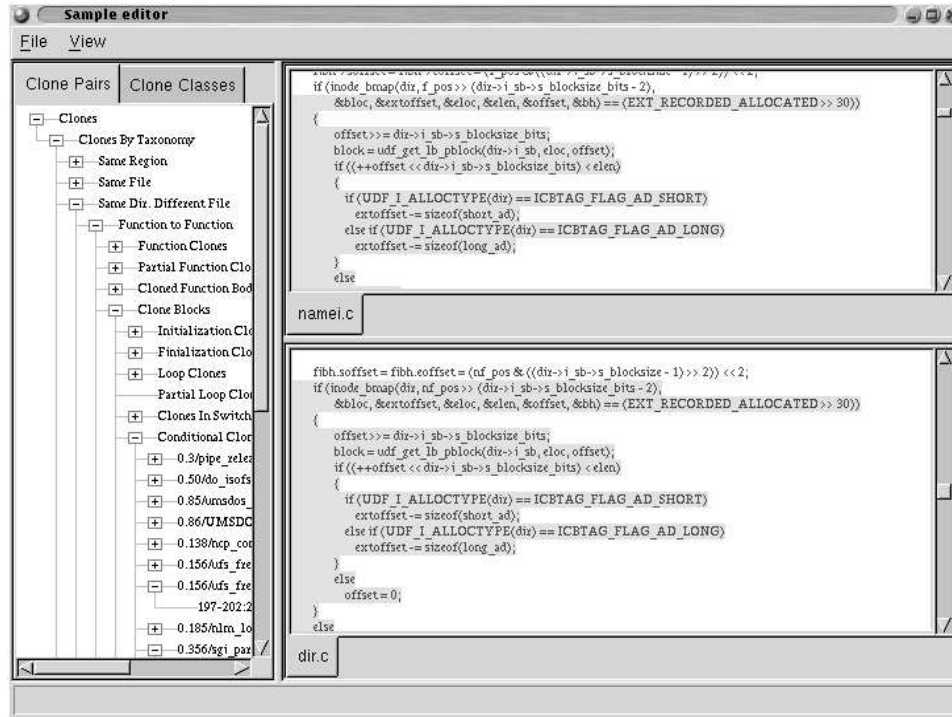 Sample editor
File View
Clone Pairs Clone Classes
Clones
Clones By Taxonomy
Same Region
Same File
Same Dir. Different File
Function to Function
Function Clones
Partial Function Clo
Cloned Function Bod
Clone Blocks
Initialization Clo
Finialization Clo
Loop Clones
Partial Loop Clo
Clones In Switch
Conditional Clon
0.3/pipe_relea
0.50/do_isofs
0.85/umsdos_
0.86/UMSDO
0.138/ncp_con
0.156/ufs_fre
0.156/ufs_fre
197-202:2
0.185/nlm_lo
0.356/sgi_par
if (inode_bmap(dir, f_pos >> (dir->i_sb->s_blocksize_bits - 2),
&bloc, &extoffset, &eloc, &elen, &offset, &bh) == (EXT_RECORDED_ALLOCATED >> 30))
{
offset >>= dir->i_sb->s_blocksize_bits;
block = udf_get_lb_pblock(dir->i_sb, eloc, offset);
if ((++offset << dir->i_sb->s_blocksize_bits) < elen)
{
if (UDF_I_ALLOCTYPE(dir) == ICBTAG_FLAG_AD_SHORT)
extoffset -= sizeof(short_ad);
else if (UDF_I_ALLOCTYPE(dir) == ICBTAG_FLAG_AD_LONG)
extoffset -= sizeof(long_ad);
}
else
namei.c
fibh.soffset = fibh.eoffset = (nf_pos & ((dir->i_sb->s_blocksize - 1) >> 2)) << 2;
if (inode_bmap(dir, nf_pos >> (dir->i_sb->s_blocksize_bits - 2),
&bloc, &extoffset, &eloc, &elen, &offset, &bh) == (EXT_RECORDED_ALLOCATED >> 30))
{
offset >>= dir->i_sb->s_blocksize_bits;
block = udf_get_lb_pblock(dir->i_sb, eloc, offset);
if ((++offset << dir->i_sb->s_blocksize_bits) < elen)
{
if (UDF_I_ALLOCTYPE(dir) == ICBTAG_FLAG_AD_SHORT)
extoffset -= sizeof(short_ad);
else if (UDF_I_ALLOCTYPE(dir) == ICBTAG_FLAG_AD_LONG)
extoffset -= sizeof(long_ad);
}
else
offset = 0;
}
else
dir.c